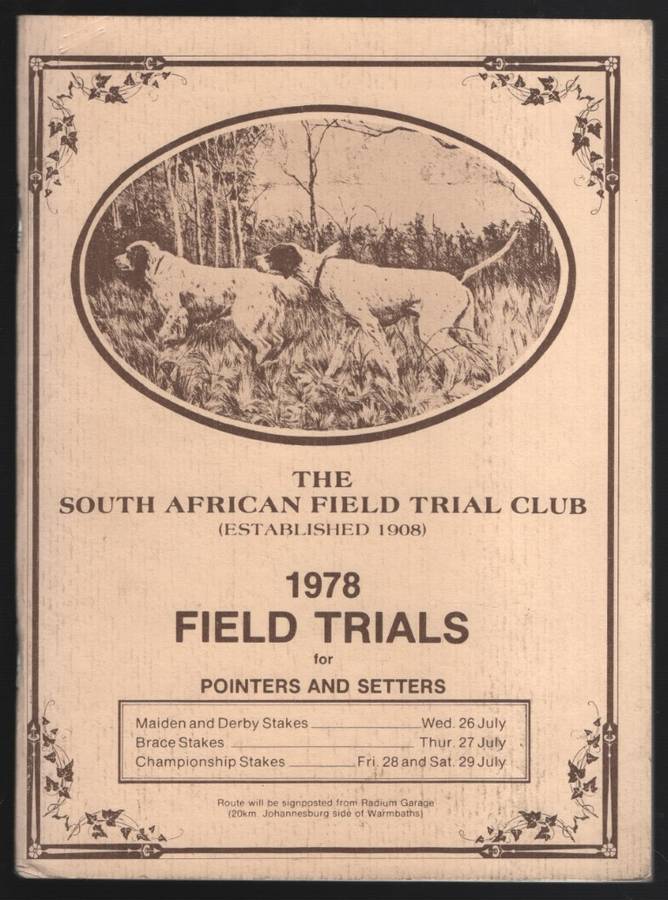 THE
SOUTH AFRICAN FIELD TRIAL CLUB
(ESTABLISHED 1908)
1978
FIELD TRIALS
for
POINTERS AND SETTERS
Maiden and Derby Stakes Wed. 26 July
Brace Stakes Thur. 27 July
Championship Stakes Fri. 28 and Sat. 29 July
Route will be signposted from Radium Garage
(20km Johannesburg side of Warmbaths)